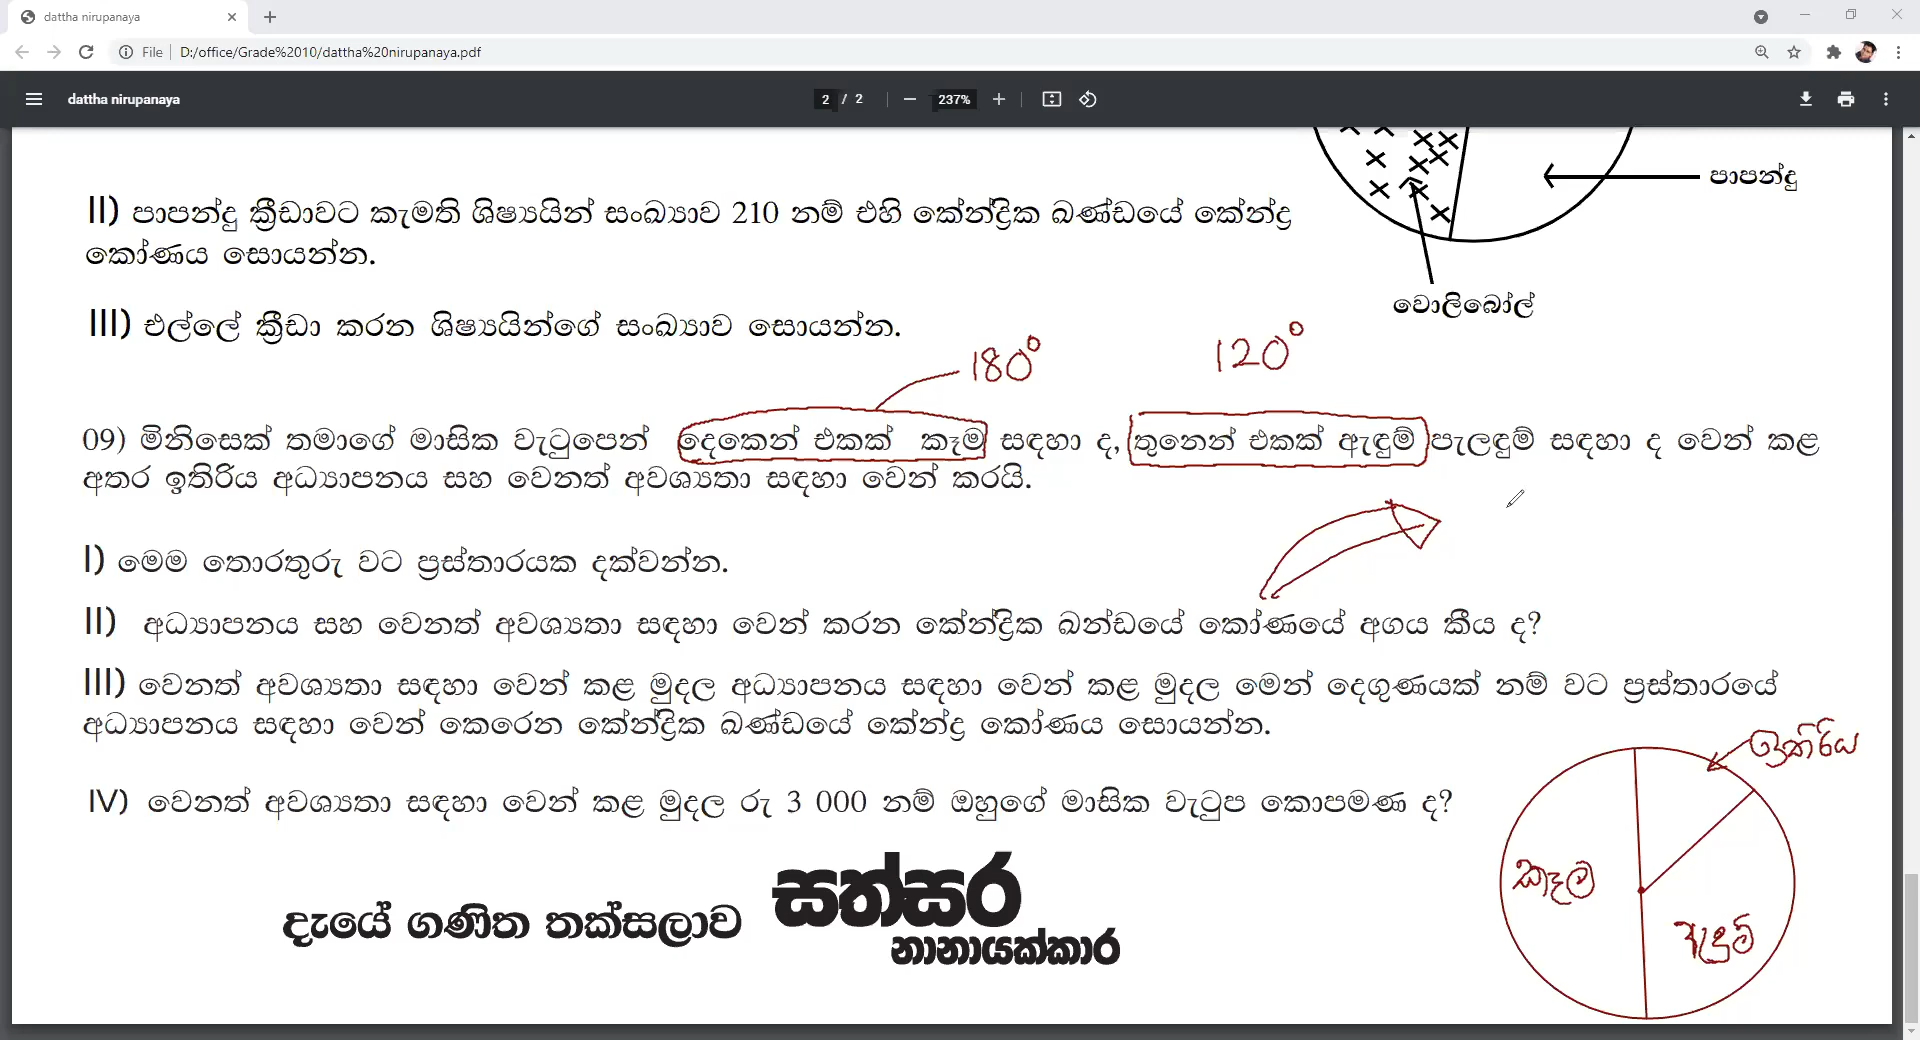 dattha nirupanaya
File D:/office/Grade%2010/dattha%20nirupanaya.pdf
dattha nirupanaya 2 / 2 237%
පාපන්දු
II) පාපන්දු ක්‍රීඩාවට කැමති ශිෂ්‍යයින් සංඛ්‍යාව 210 නම් එහි කේන්ද්‍රික ඛණ්ඩයේ කේන්ද්‍ර
කෝණය සොයන්න.
වොලිබෝල්
III) එල්ලේ ක්‍රීඩා කරන ශිෂ්‍යයින්ගේ සංඛ්‍යාව සොයන්න.
180° 120°
09) මිනිසෙක් තමාගේ මාසික වැටුපෙන් දෙකෙන් එකක් කෑම සඳහා ද, තුනෙන් එකක් ඇඳුම් පැලඳුම් සඳහා ද වෙන් කළ
අතර ඉතිරිය අධ්‍යාපනය සහ වෙනත් අවශ්‍යතා සඳහා වෙන් කරයි.
I) මෙම තොරතුරු වට ප්‍රස්තාරයක දක්වන්න.
II) අධ්‍යාපනය සහ වෙනත් අවශ්‍යතා සඳහා වෙන් කරන කේන්ද්‍රික ඛන්ඩයේ කෝණයේ අගය කීය ද?
III) වෙනත් අවශ්‍යතා සඳහා වෙන් කළ මුදල අධ්‍යාපනය සඳහා වෙන් කළ මුදල මෙන් දෙගුණයක් නම් වට ප්‍රස්තාරයේ
අධ්‍යාපනය සඳහා වෙන් කෙරෙන කේන්ද්‍රික ඛණ්ඩයේ කේන්ද්‍ර කෝණය සොයන්න.
ඉතිරිය
IV) වෙනත් අවශ්‍යතා සඳහා වෙන් කළ මුදල රු 3 000 නම් ඔහුගේ මාසික වැටුප කොපමණ ද?
කෑම
ඇඳුම්
දැයේ ගණිත තක්සලාව සත්සර
නානායක්කාර